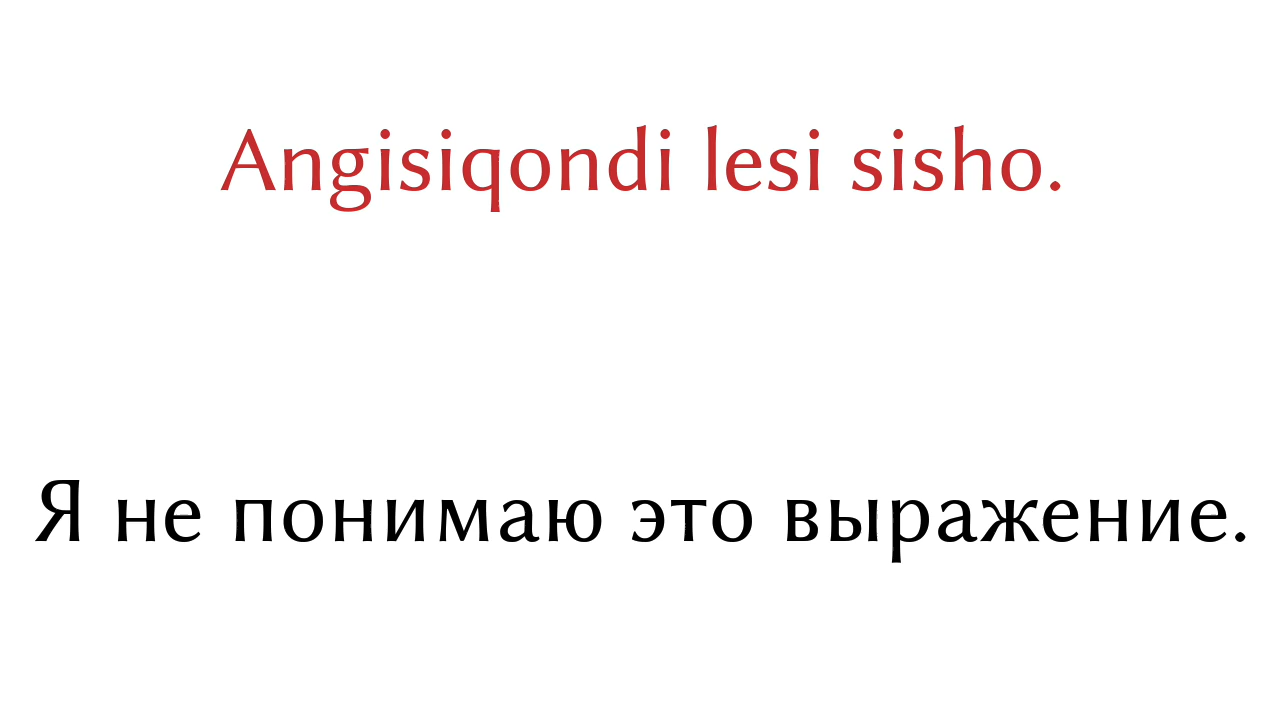 Angisiqondi lesi sisho.
Я не понимаю это выражение.